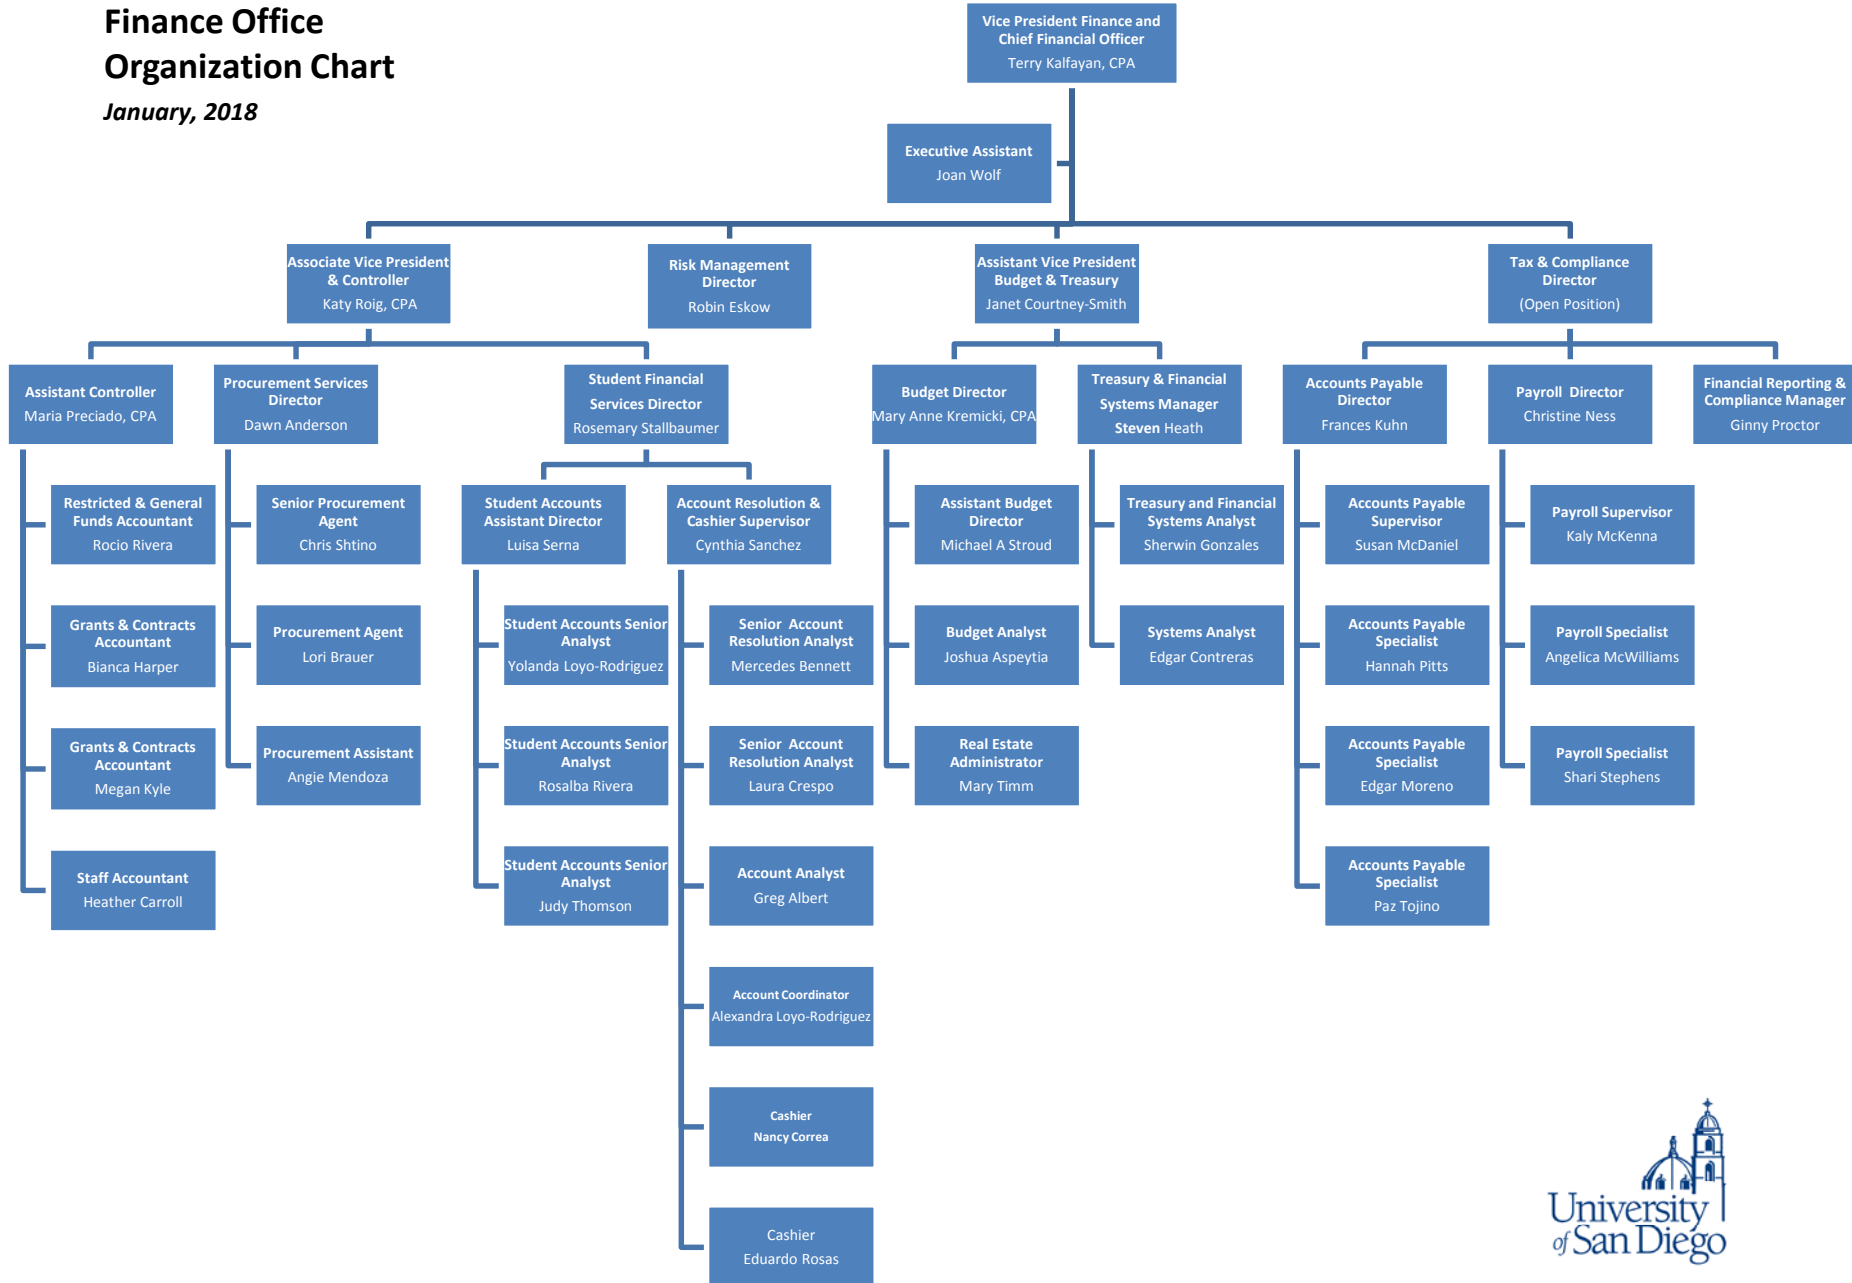 Finance Office
Organization Chart
January, 2018
Vice President Finance and
Chief Financial Officer
Terry Kalfayan, CPA
Executive Assistant
Joan Wolf
Associate Vice President
& Controller
Katy Roig, CPA
Risk Management
Director
Robin Eskow
Assistant Vice President
Budget & Treasury
Janet Courtney-Smith
Tax & Compliance
Director
(Open Position)
Assistant Controller
Maria Preciado, CPA
Procurement Services
Director
Dawn Anderson
Student Financial
Services Director
Rosemary Stallbaumer
Budget Director
Mary Anne Kremicki, CPA
Treasury & Financial
Systems Manager
Steven Heath
Accounts Payable
Director
Frances Kuhn
Payroll Director
Christine Ness
Financial Reporting &
Compliance Manager
Ginny Proctor
Restricted & General
Funds Accountant
Rocio Rivera
Senior Procurement
Agent
Chris Shtino
Student Accounts
Assistant Director
Luisa Serna
Account Resolution &
Cashier Supervisor
Cynthia Sanchez
Assistant Budget
Director
Michael A Stroud
Treasury and Financial
Systems Analyst
Sherwin Gonzales
Accounts Payable
Supervisor
Susan McDaniel
Payroll Supervisor
Kaly McKenna
Grants & Contracts
Accountant
Bianca Harper
Procurement Agent
Lori Brauer
Student Accounts Senior
Analyst
Yolanda Loyo-Rodriguez
Senior Account
Resolution Analyst
Mercedes Bennett
Budget Analyst
Joshua Aspeytia
Systems Analyst
Edgar Contreras
Accounts Payable
Specialist
Hannah Pitts
Payroll Specialist
Angelica McWilliams
Grants & Contracts
Accountant
Megan Kyle
Procurement Assistant
Angie Mendoza
Student Accounts Senior
Analyst
Rosalba Rivera
Senior Account
Resolution Analyst
Laura Crespo
Real Estate
Administrator
Mary Timm
Accounts Payable
Specialist
Edgar Moreno
Payroll Specialist
Shari Stephens
Staff Accountant
Heather Carroll
Student Accounts Senior
Analyst
Judy Thomson
Account Analyst
Greg Albert
Accounts Payable
Specialist
Paz Tojino
Account Coordinator
Alexandra Loyo-Rodriguez
Cashier
Nancy Correa
Cashier
Eduardo Rosas
University
of San Diego